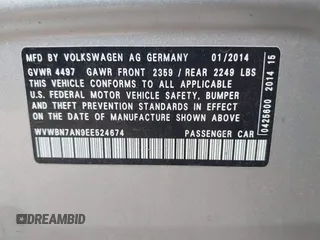 MFD BY VOLKSWAGEN AG GERMANY 01/2014
GVWR 4497 GAWR FRONT 2359 / REAR 2249 LBS
THIS VEHICLE CONFORMS TO ALL APPLICABLE
U.S. FEDERAL MOTOR VEHICLE SAFETY, BUMPER
AND THEFT PREVENTION STANDARDS IN EFFECT
ON THE DATE OF MANUFACTURE SHOWN ABOVE
WVWBN7AN9EE524674 PASSENGER CAR
0425600 2014 15
DREAMBID